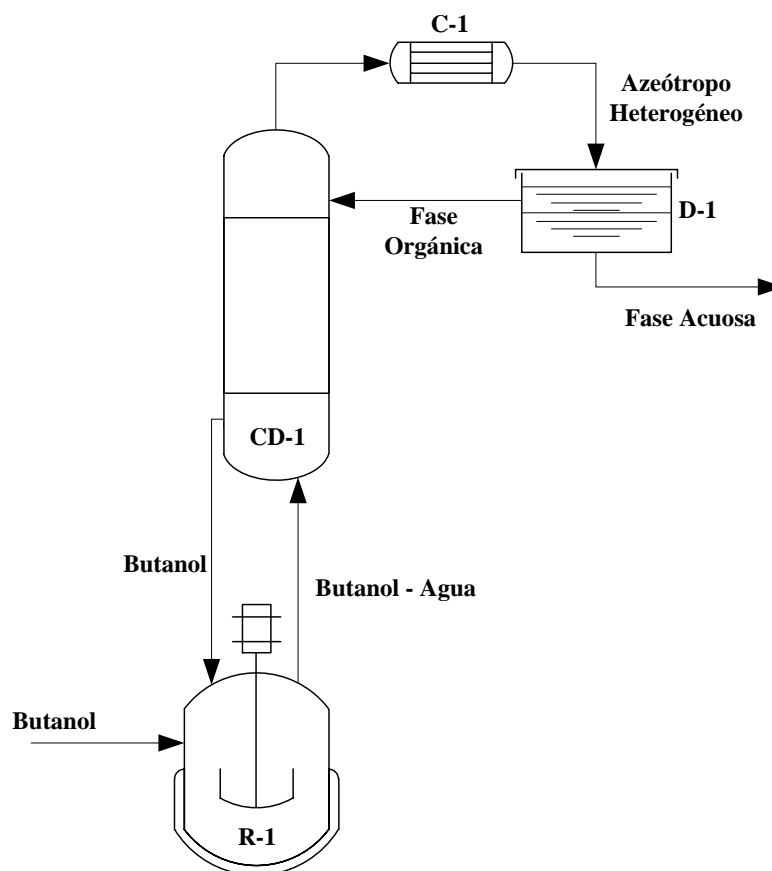 C-1
Azeótropo
Heterogéneo
D-1
Fase
Orgánica
Fase Acuosa
CD-1
Butanol
Butanol - Agua
Butanol
R-1